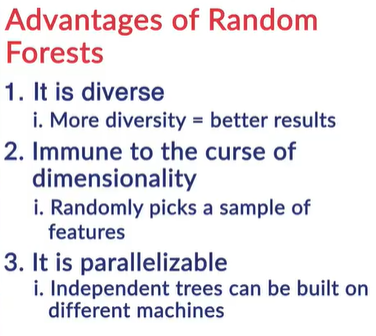 Advantages of Random
Forests
1. It is diverse
i. More diversity = better results
2. Immune to the curse of
dimensionality
i. Randomly picks a sample of
features
3. It is parallelizable
i. Independent trees can be built on
different machines